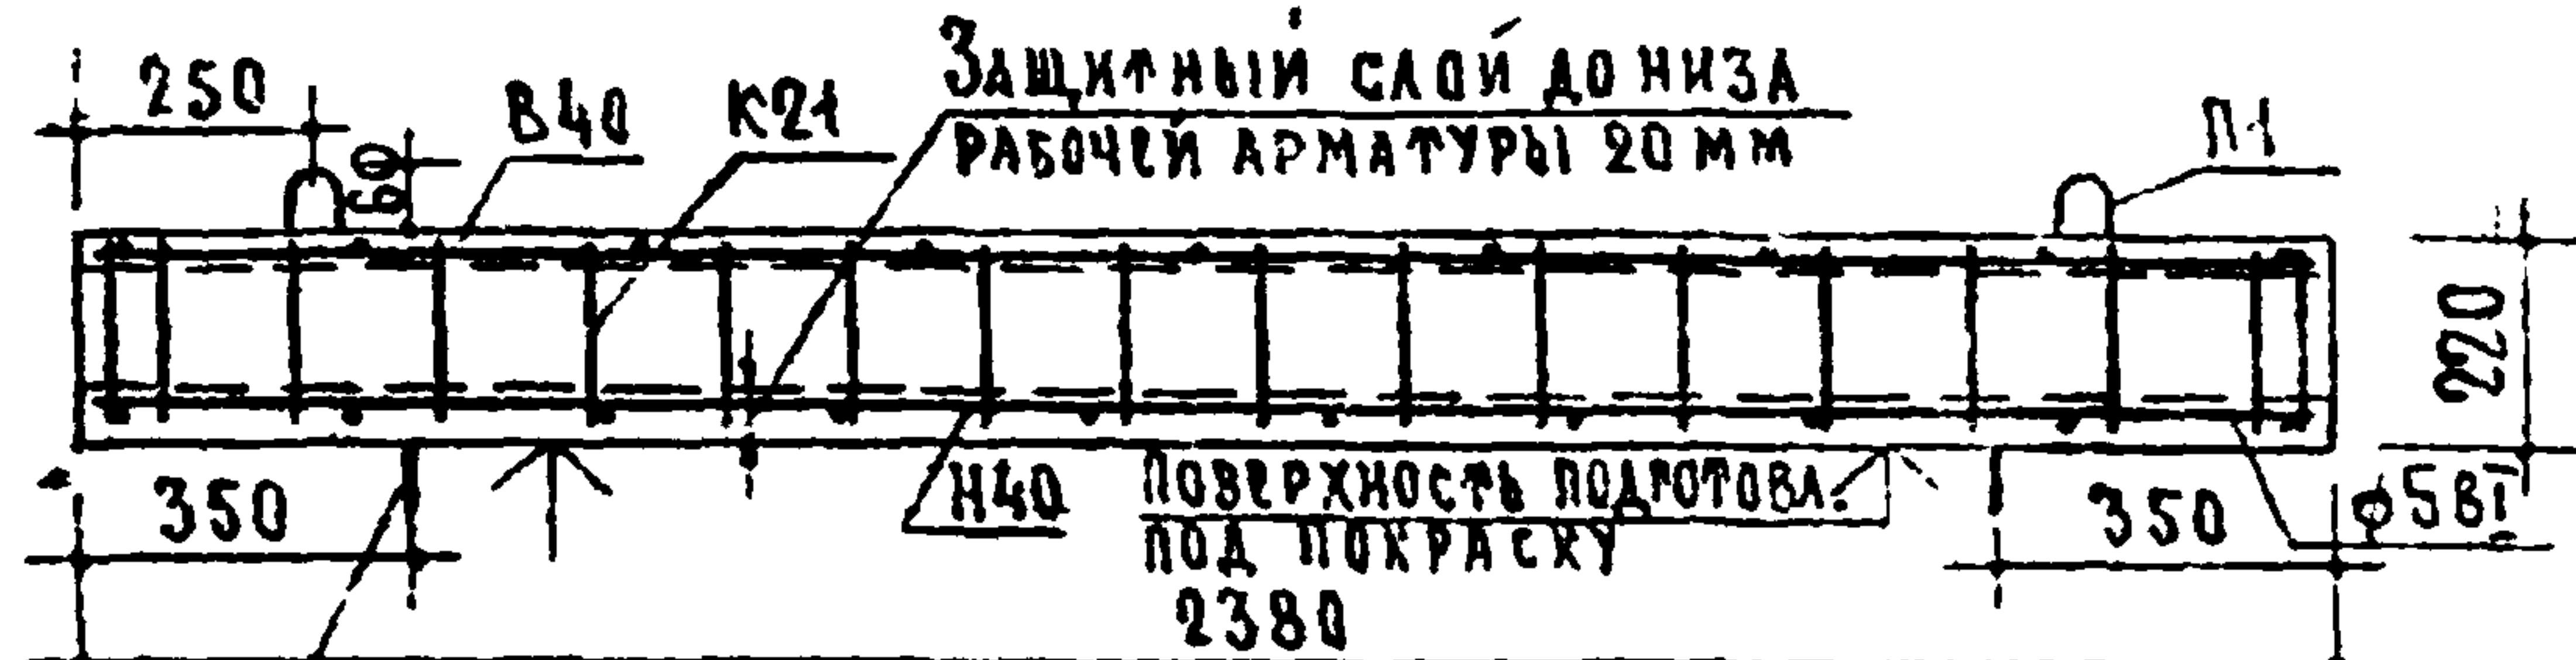 250
60
В40
К21
Защитный слой до низа
рабочей арматуры 20 мм
П-1
220
350
Н40
Поверхность подготовл.
под покраску
350
ф5ВI
2380